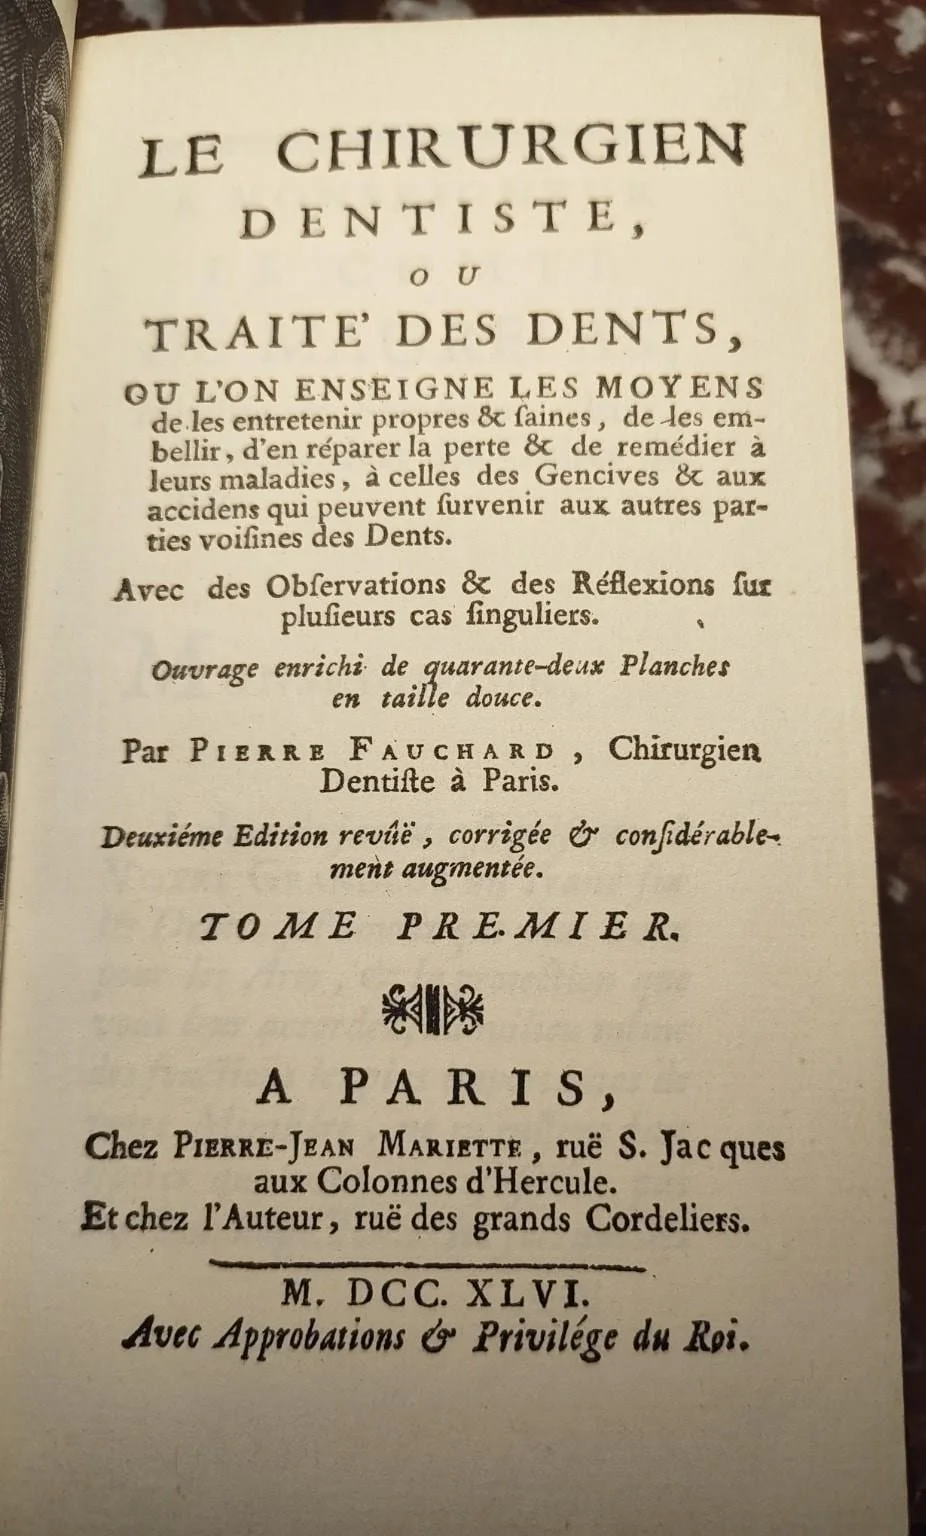 LE CHIRURGIEN
DENTISTE,
OU
TRAITE' DES DENTS,
OU L'ON ENSEIGNE LES MOYENS
de les entretenir propres & ſaines, de les em-
bellir, d'en réparer la perte & de remédier à
leurs maladies, à celles des Gencives & aux
accidens qui peuvent ſurvenir aux autres par-
ties voiſines des Dents.
Avec des Obſervations & des Réflexions ſur
pluſieurs cas ſinguliers.
Ouvrage enrichi de quarante-deux Planches
en taille douce.
Par PIERRE FAUCHARD, Chirurgien
Dentiſte à Paris.
Deuxiéme Edition revûë, corrigée & conſidérable-
ment augmentée.
TOME PREMIER.
A PARIS,
Chez PIERRE-JEAN MARIETTE, ruë S. Jacques
aux Colonnes d'Hercule.
Et chez l'Auteur, ruë des grands Cordeliers.
M. DCC. XLVI.
Avec Approbations & Privilége du Roi.